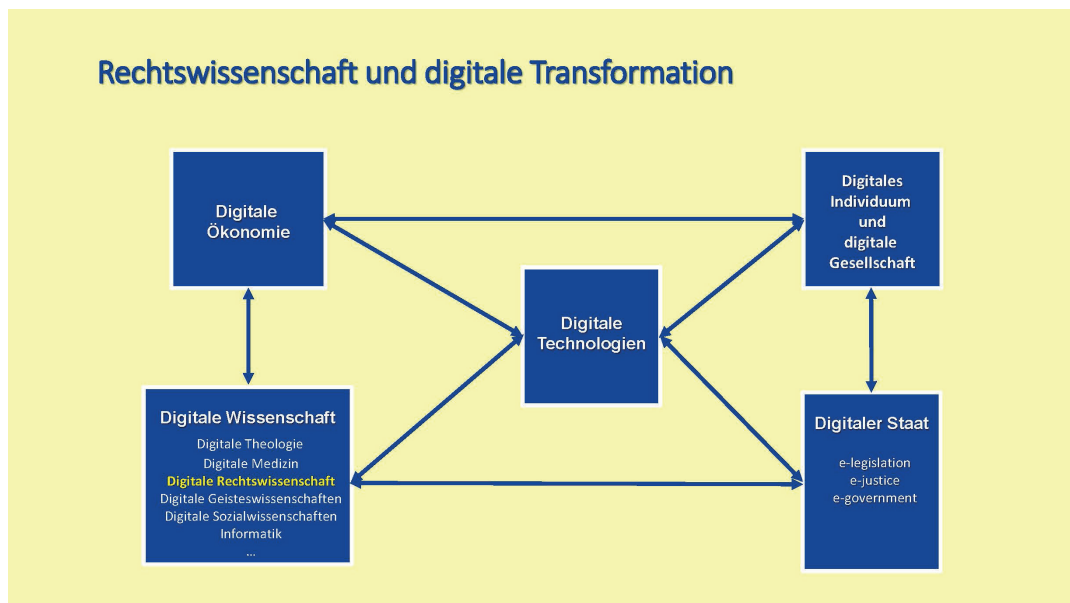 Rechtswissenschaft und digitale Transformation
Digitale
Ökonomie
Digitales
Individuum
und
digitale
Gesellschaft
Digitale
Technologien
Digitale Wissenschaft
Digitale Theologie
Digitale Medizin
Digitale Rechtswissenschaft
Digitale Geisteswissenschaften
Digitale Sozialwissenschaften
Informatik
...
Digitaler Staat
e-legislation
e-justice
e-government